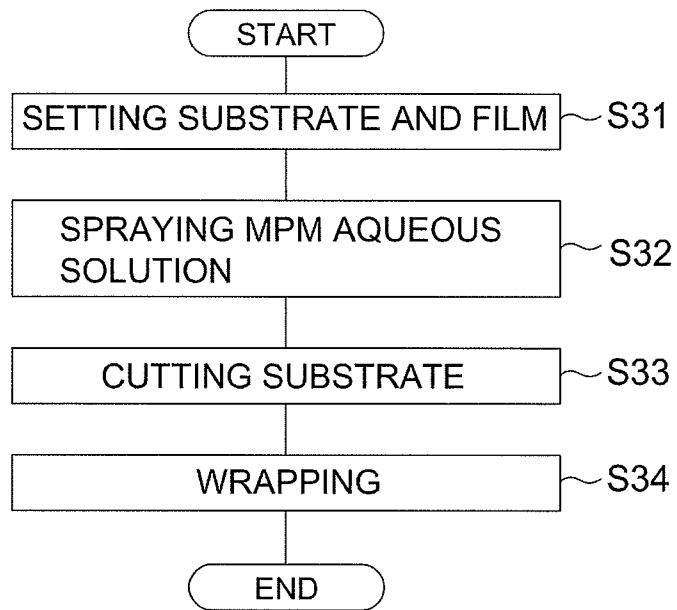 START
SETTING SUBSTRATE AND FILM S31
SPRAYING MPM AQUEOUS
SOLUTION S32
CUTTING SUBSTRATE S33
WRAPPING S34
END